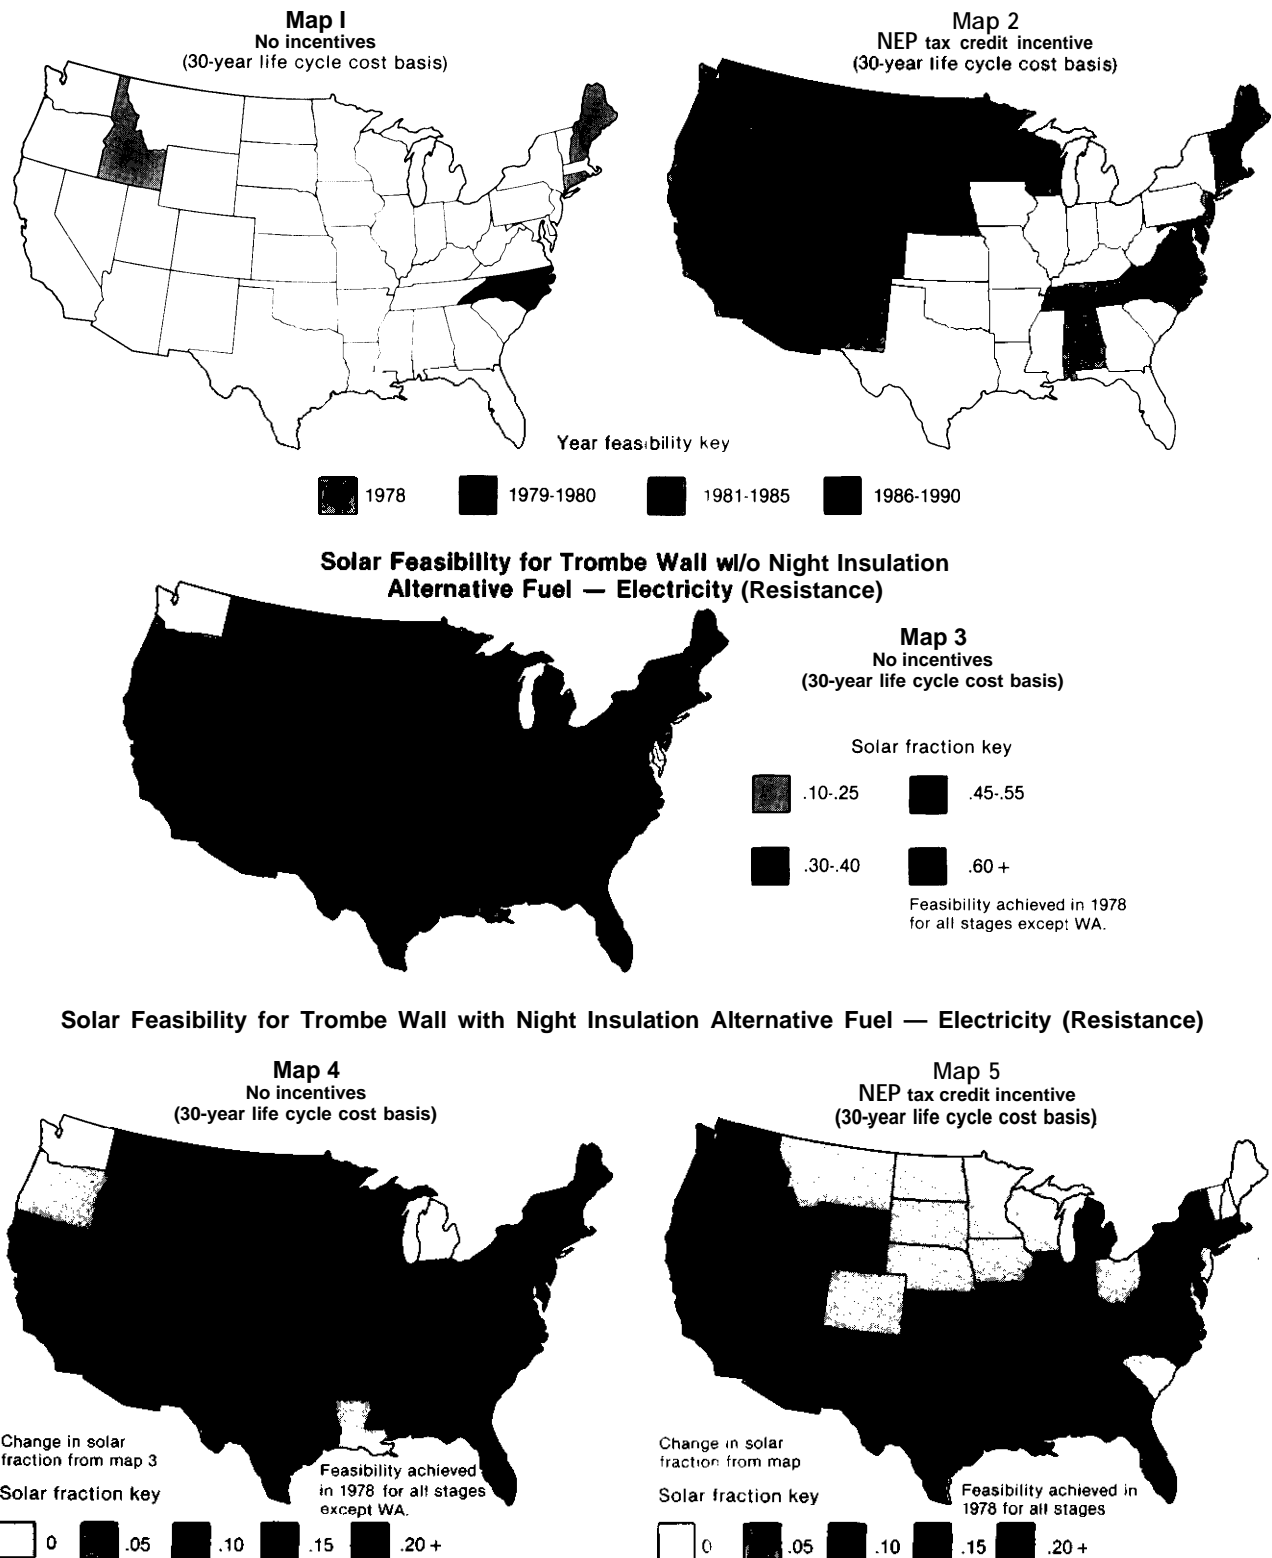 Map I
No incentives
(30-year life cycle cost basis)
Map 2
NEP tax credit incentive
(30-year life cycle cost basis)
Year feasibility key
1978
1979-1980
1981-1985
1986-1990
Solar Feasibility for Trombe Wall wl/o Night Insulation
Alternative Fuel — Electricity (Resistance)
Map 3
No incentives
(30-year life cycle cost basis)
Solar fraction key
.10-.25
.45-.55
.30-.40
.60 +
Feasibility achieved in 1978
for all stages except WA.
Solar Feasibility for Trombe Wall with Night Insulation Alternative Fuel — Electricity (Resistance)
Map 4
No incentives
(30-year life cycle cost basis)
Map 5
NEP tax credit incentive
(30-year life cycle cost basis)
Change in solar
fraction from map 3
Feasibility achieved
in 1978 for all stages
except WA.
Solar fraction key
0
.05
.10
.15
.20 +
Change in solar
fraction from map
Feasibility achieved in
1978 for all stages
Solar fraction key
0
.05
.10
.15
.20 +